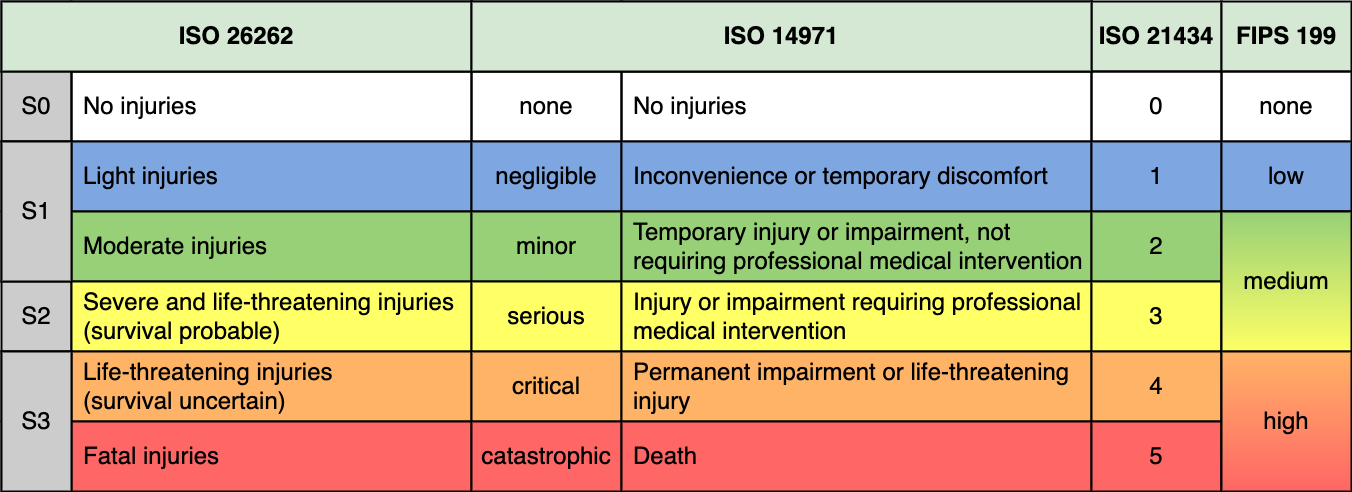 ISO 26262 ISO 14971 ISO 21434 FIPS 199
S0 No injuries none No injuries 0 none
S1
Light injuries negligible Inconvenience or temporary discomfort 1 low
Moderate injuries minor Temporary injury or impairment, not
requiring professional medical intervention 2
medium
S2 Severe and life-threatening injuries
(survival probable) serious Injury or impairment requiring professional
medical intervention 3
S3
Life-threatening injuries
(survival uncertain) critical Permanent impairment or life-threatening
injury 4
high
Fatal injuries catastrophic Death 5